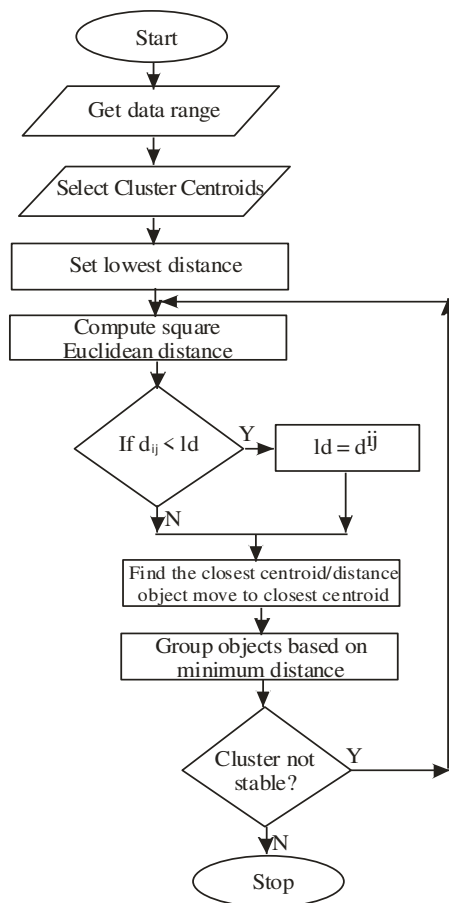 Start
Get data range
Select Cluster Centroids
Set lowest distance
Compute square
Euclidean distance
If dᵢⱼ < ld
Y
ld = dij
N
Find the closest centroid/distance
object move to closest centroid
Group objects based on
minimum distance
Cluster not
stable?
Y
N
Stop